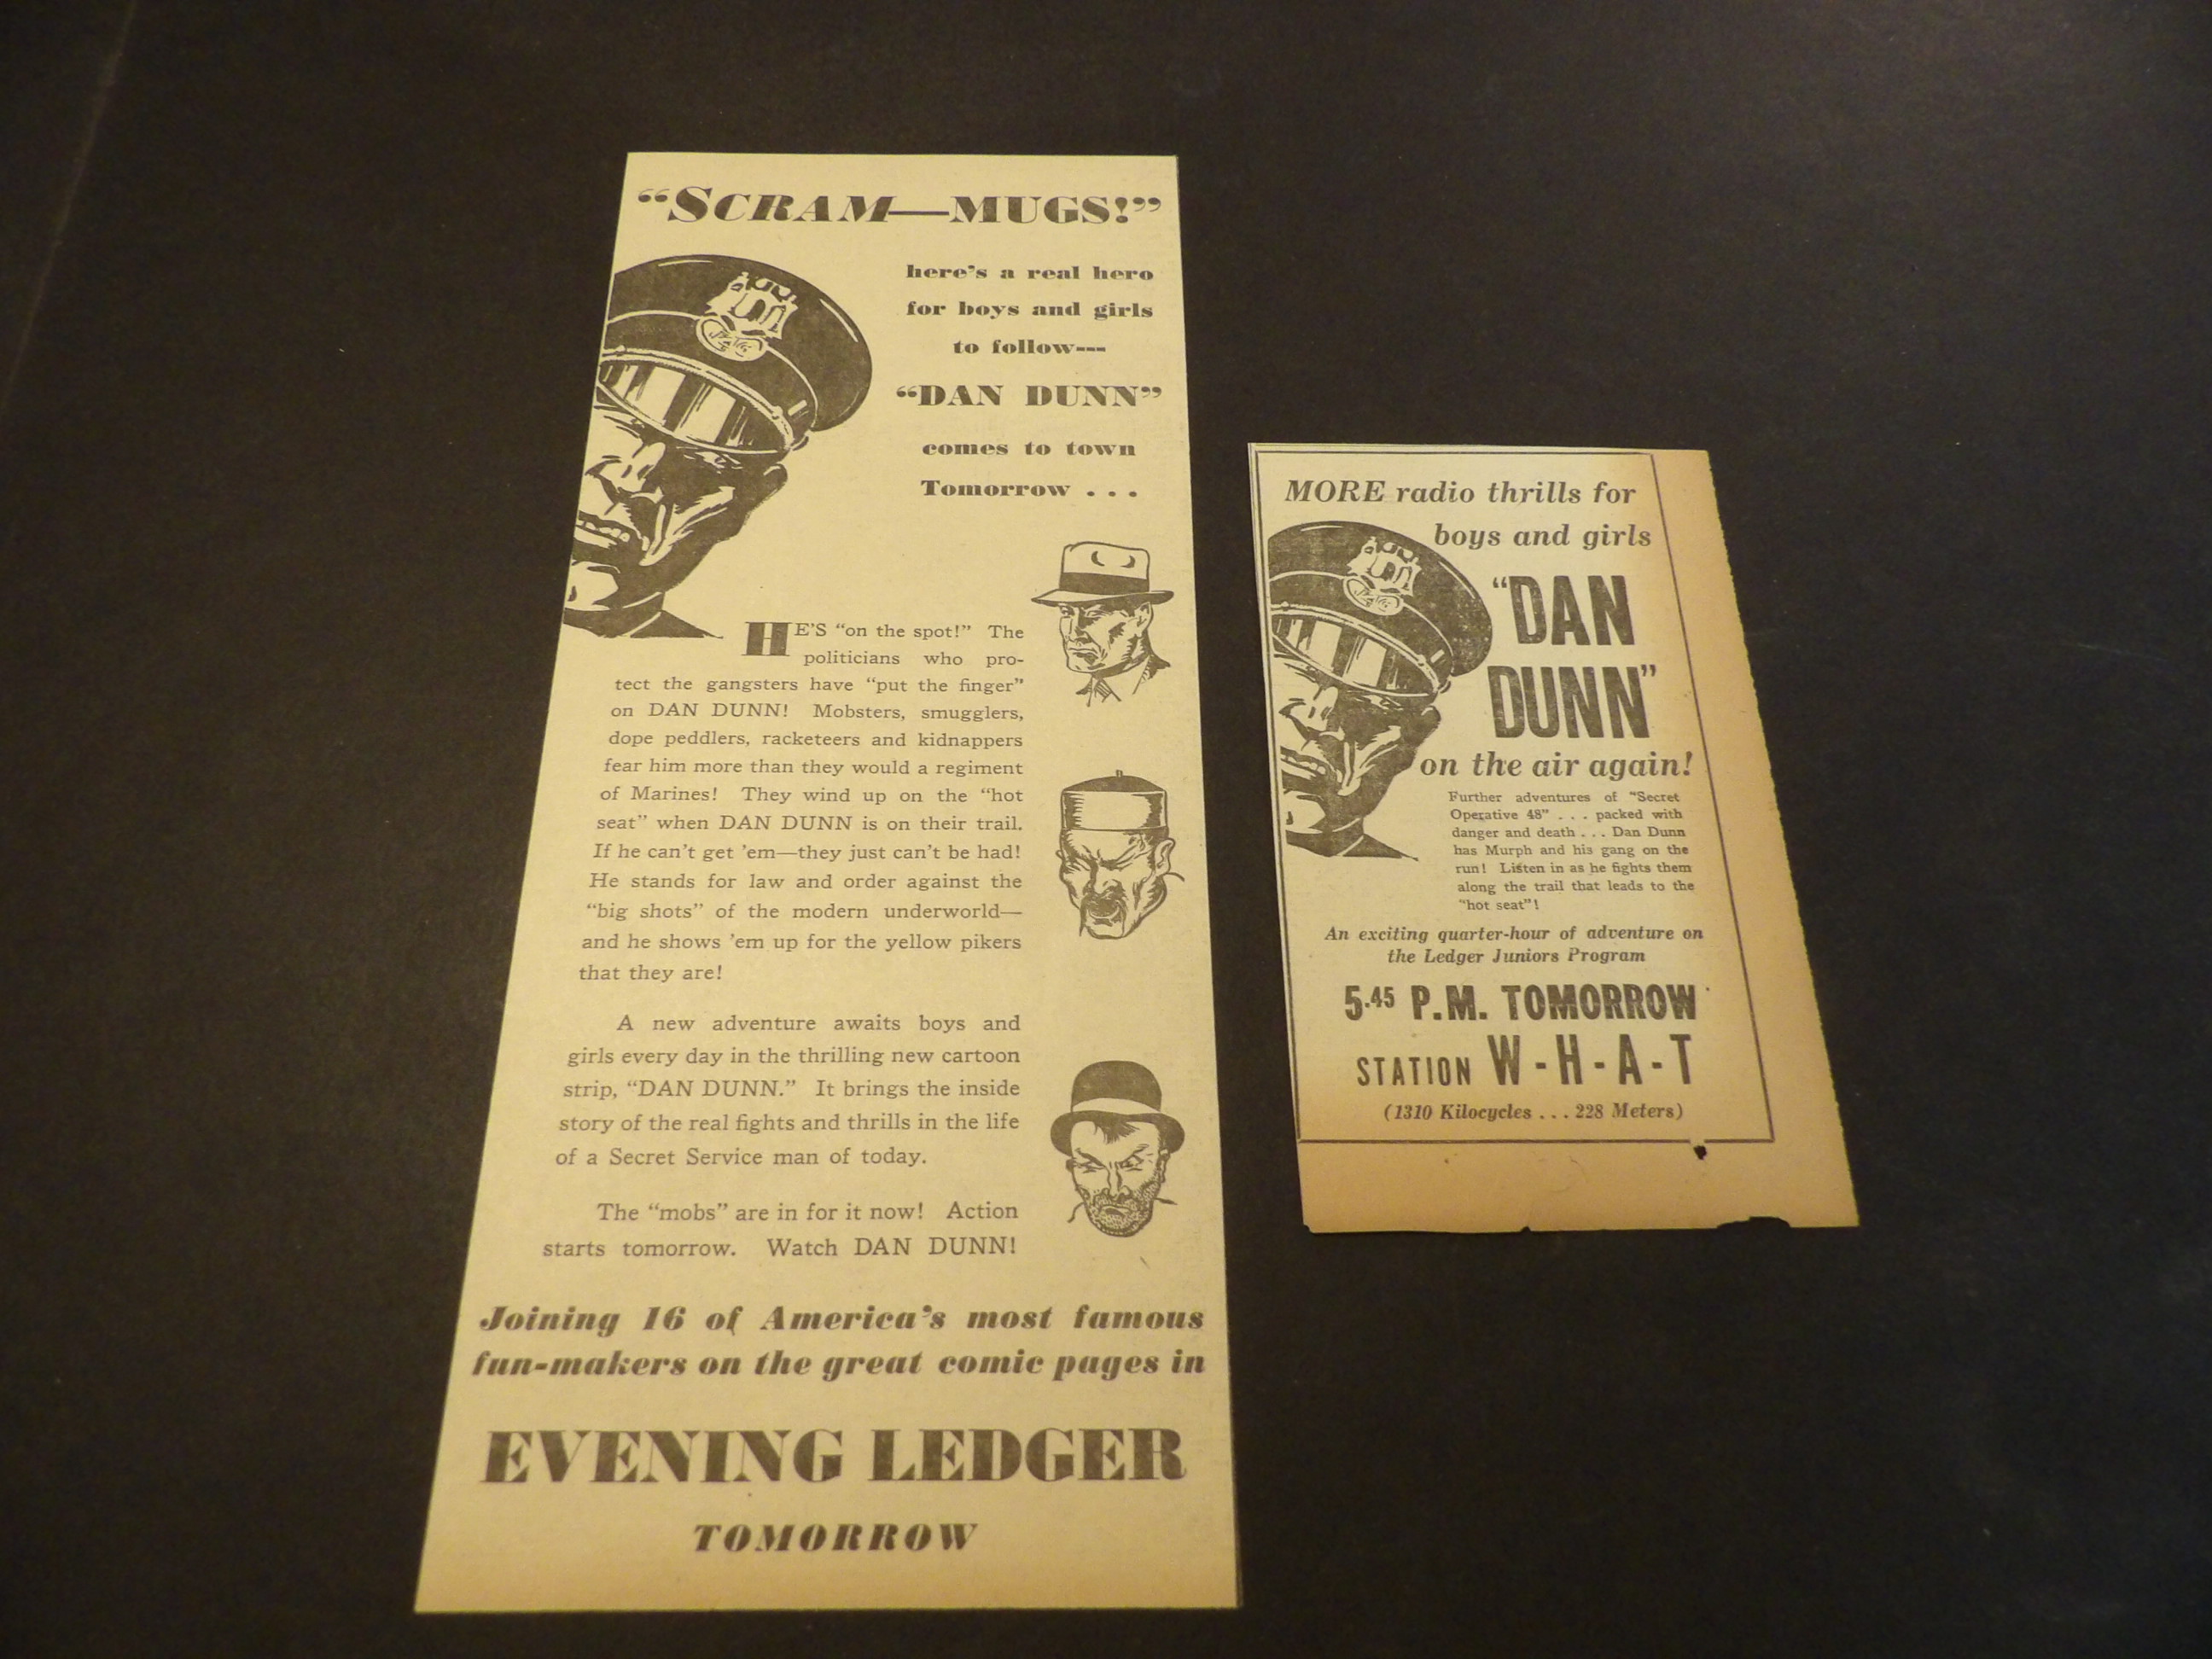 “SCRAM—MUGS!”
here's a real hero
for boys and girls
to follow---
“DAN DUNN”
comes to town
Tomorrow . . .
HE'S “on the spot!” The
politicians who pro-
tect the gangsters have “put the finger”
on DAN DUNN! Mobsters, smugglers,
dope peddlers, racketeers and kidnappers
fear him more than they would a regiment
of Marines! They wind up on the “hot
seat” when DAN DUNN is on their trail.
If he can't get 'em—they just can't be had!
He stands for law and order against the
“big shots” of the modern underworld—
and he shows 'em up for the yellow pikers
that they are!
A new adventure awaits boys and
girls every day in the thrilling new cartoon
strip, “DAN DUNN.” It brings the inside
story of the real fights and thrills in the life
of a Secret Service man of today.
The “mobs” are in for it now! Action
starts tomorrow. Watch DAN DUNN!
Joining 16 of America's most famous
fun-makers on the great comic pages in
EVENING LEDGER
TOMORROW
MORE radio thrills for
boys and girls
“DAN
DUNN”
on the air again!
Further adventures of “Secret
Operative 48” . . . packed with
danger and death . . . Dan Dunn
has Murph and his gang on the
run! Listen in as he fights them
along the trail that leads to the
“hot seat”!
An exciting quarter-hour of adventure on
the Ledger Juniors Program
5.45 P.M. TOMORROW
STATION W-H-A-T
(1310 Kilocycles . . . 228 Meters)